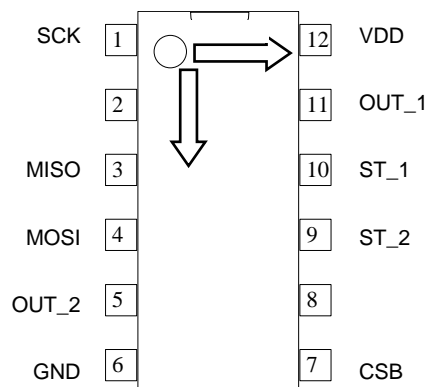 SCK 1 12 VDD
2 11 OUT_1
MISO 3 10 ST_1
MOSI 4 9 ST_2
OUT_2 5 8
GND 6 7 CSB